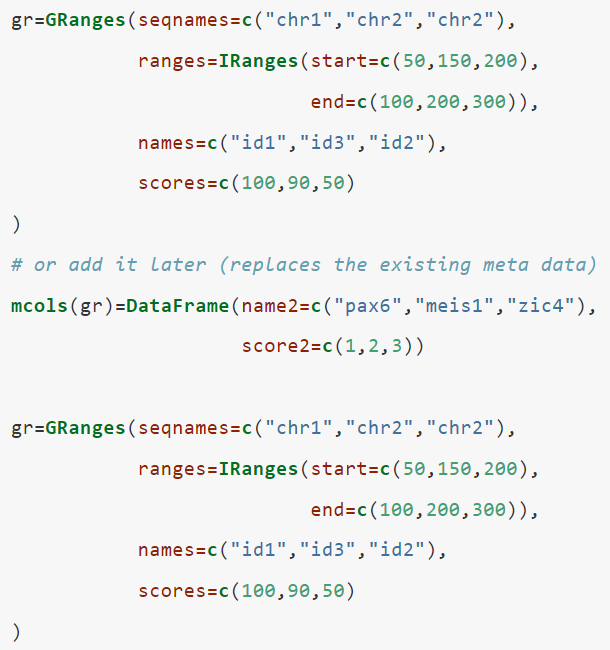 gr=GRanges(seqnames=c("chr1","chr2","chr2"),
           ranges=IRanges(start=c(50,150,200),
                          end=c(100,200,300)),
           names=c("id1","id3","id2"),
           scores=c(100,90,50)
)
# or add it later (replaces the existing meta data)
mcols(gr)=DataFrame(name2=c("pax6","meis1","zic4"),
                    score2=c(1,2,3))

gr=GRanges(seqnames=c("chr1","chr2","chr2"),
           ranges=IRanges(start=c(50,150,200),
                          end=c(100,200,300)),
           names=c("id1","id3","id2"),
           scores=c(100,90,50)
)